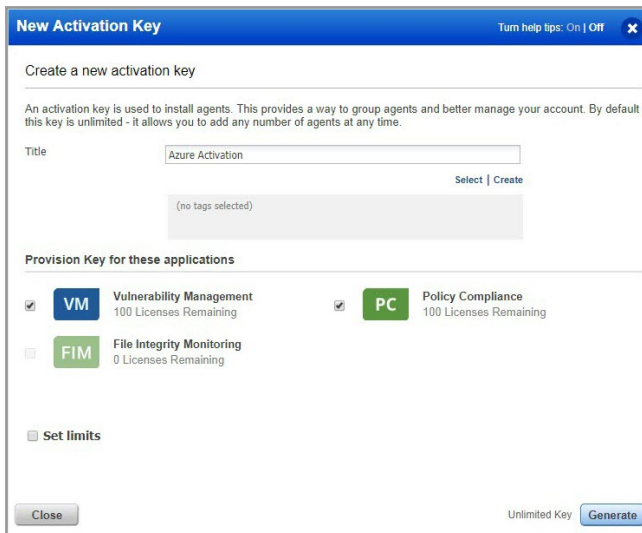 New Activation Key
Turn help tips: On | Off
Create a new activation key
An activation key is used to install agents. This provides a way to group agents and better manage your account. By default
this key is unlimited - it allows you to add any number of agents at any time.
Title
Azure Activation
Select | Create
(no tags selected)
Provision Key for these applications
VM
Vulnerability Management
100 Licenses Remaining
PC
Policy Compliance
100 Licenses Remaining
FIM
File Integrity Monitoring
0 Licenses Remaining
Set limits
Close
Unlimited Key
Generate